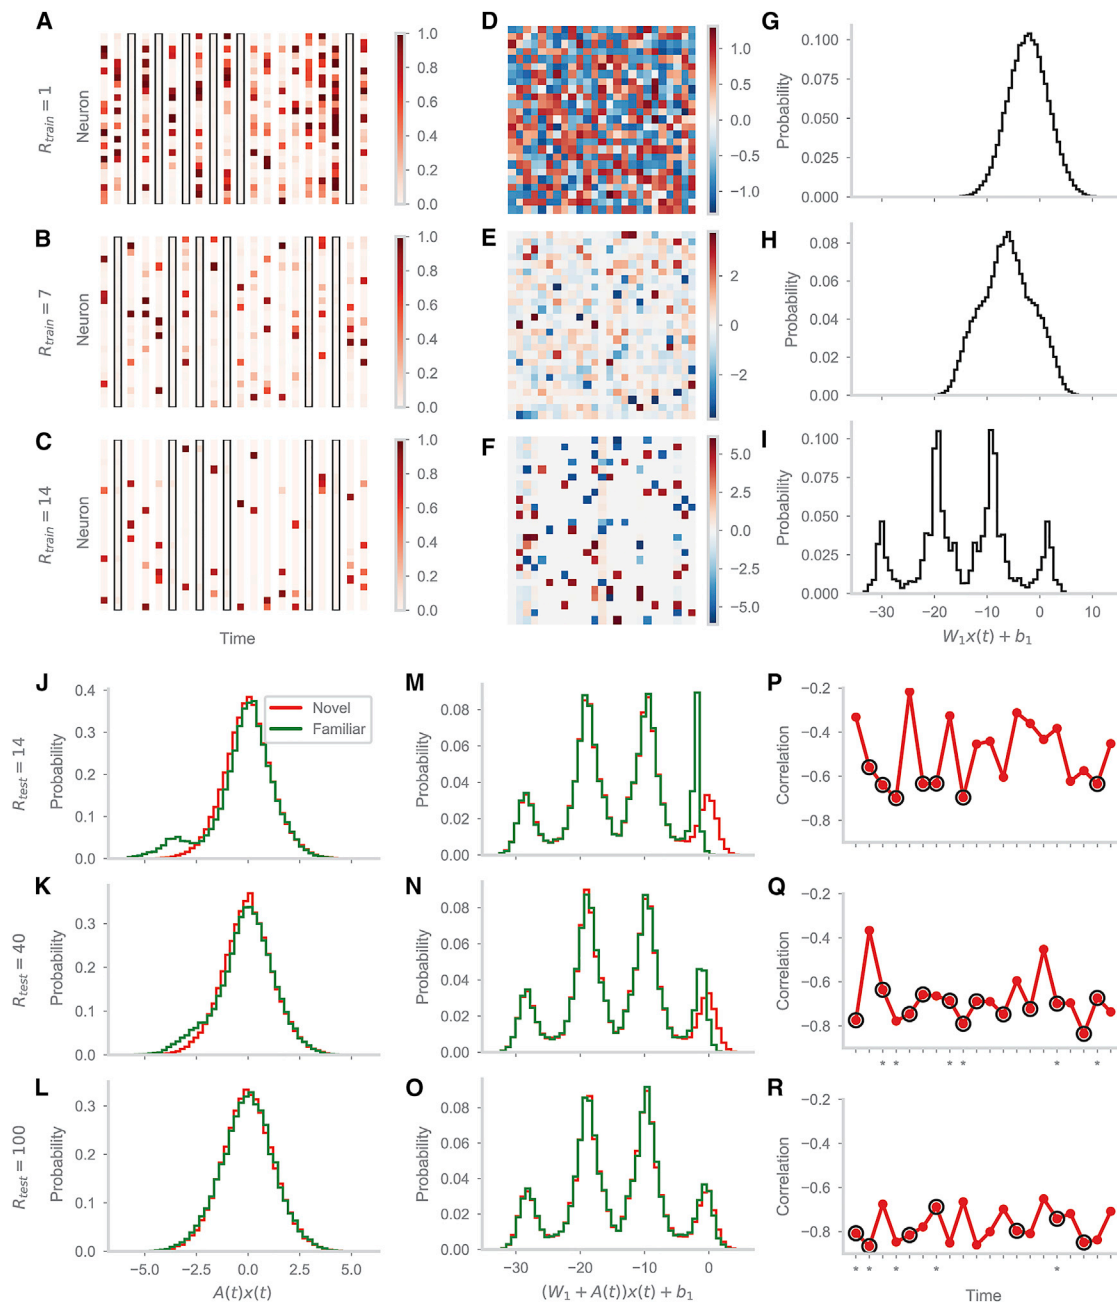 A
R_train = 1
Neuron
1.0
0.8
0.6
0.4
0.2
0.0
D
1.0
0.5
0.0
−0.5
−1.0
G
Probability
0.100
0.075
0.050
0.025
0.000
B
R_train = 7
Neuron
1.0
0.8
0.6
0.4
0.2
0.0
E
2
0
−2
H
Probability
0.08
0.06
0.04
0.02
0.00
C
R_train = 14
Neuron
1.0
0.8
0.6
0.4
0.2
0.0
Time
F
5.0
2.5
0.0
−2.5
−5.0
I
Probability
0.100
0.075
0.050
0.025
0.000
−30 −20 −10 0 10
W₁x(t) + b₁
J
R_test = 14
Probability
0.4
0.3
0.2
0.1
0.0
Novel
Familiar
M
0.08
0.06
0.04
0.02
0.00
P
Correlation
−0.2
−0.4
−0.6
−0.8
K
R_test = 40
Probability
0.3
0.2
0.1
0.0
N
0.08
0.06
0.04
0.02
0.00
Q
Correlation
−0.2
−0.4
−0.6
−0.8
* * * * * *
L
R_test = 100
Probability
0.3
0.2
0.1
0.0
−5.0 −2.5 0.0 2.5 5.0
A(t)x(t)
O
0.08
0.06
0.04
0.02
0.00
−30 −20 −10 0
(W₁ + A(t))x(t) + b₁
R
Correlation
−0.2
−0.4
−0.6
−0.8
* * * * *
Time